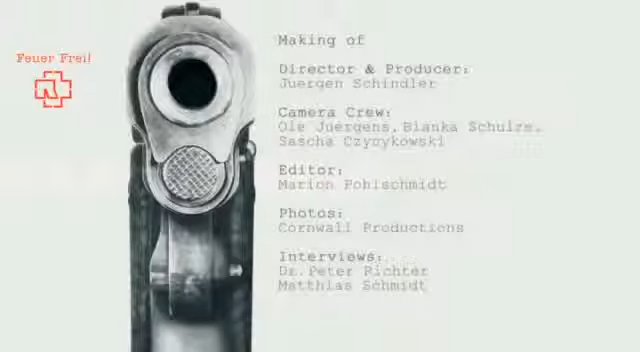 Feuer Frei!
Making of
Director & Producer:
Juergen Schindler
Camera Crew:
Ole Juergens, Bianka Schulze,
Sascha Czycykowski
Editor:
Marion Pohlschmidt
Photos:
Cornwall Productions
Interviews:
Dr. Peter Richter
Matthias Schmidt